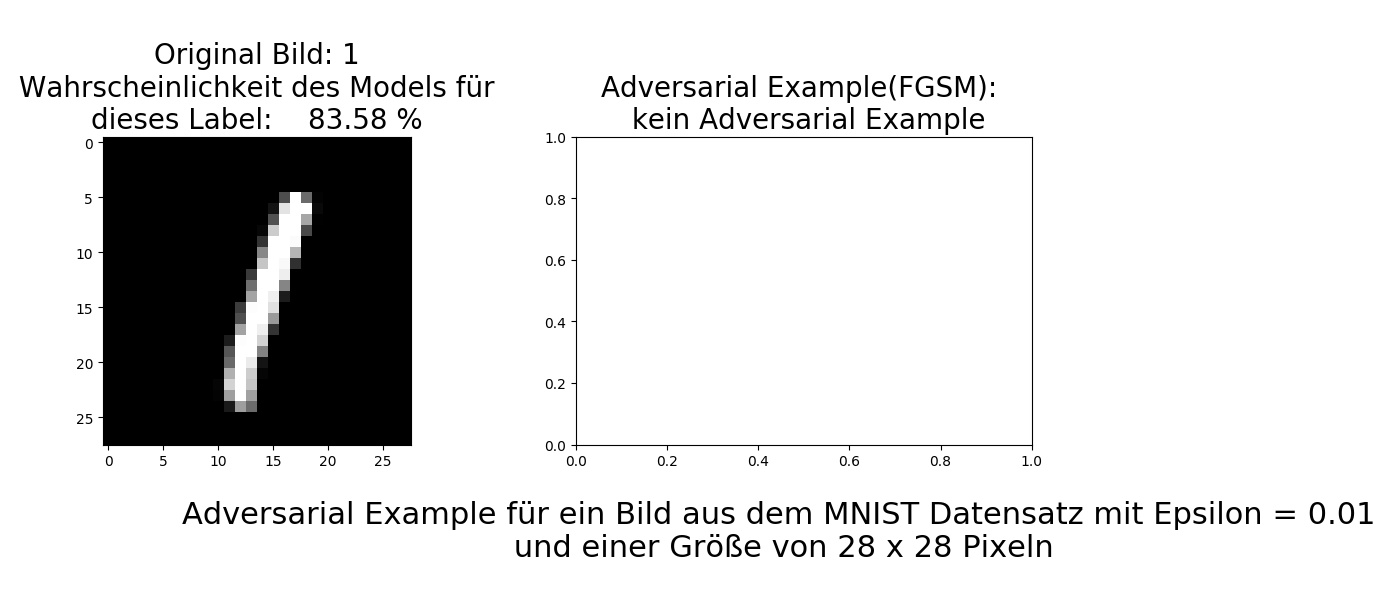 Original Bild: 1
Wahrscheinlichkeit des Models für
dieses Label:    83.58 %
0
5
10
15
20
25
0 5 10 15 20 25
Adversarial Example(FGSM):
kein Adversarial Example
1.0
0.8
0.6
0.4
0.2
0.0
0.0 0.2 0.4 0.6 0.8 1.0
Adversarial Example für ein Bild aus dem MNIST Datensatz mit Epsilon = 0.01
und einer Größe von 28 x 28 Pixeln